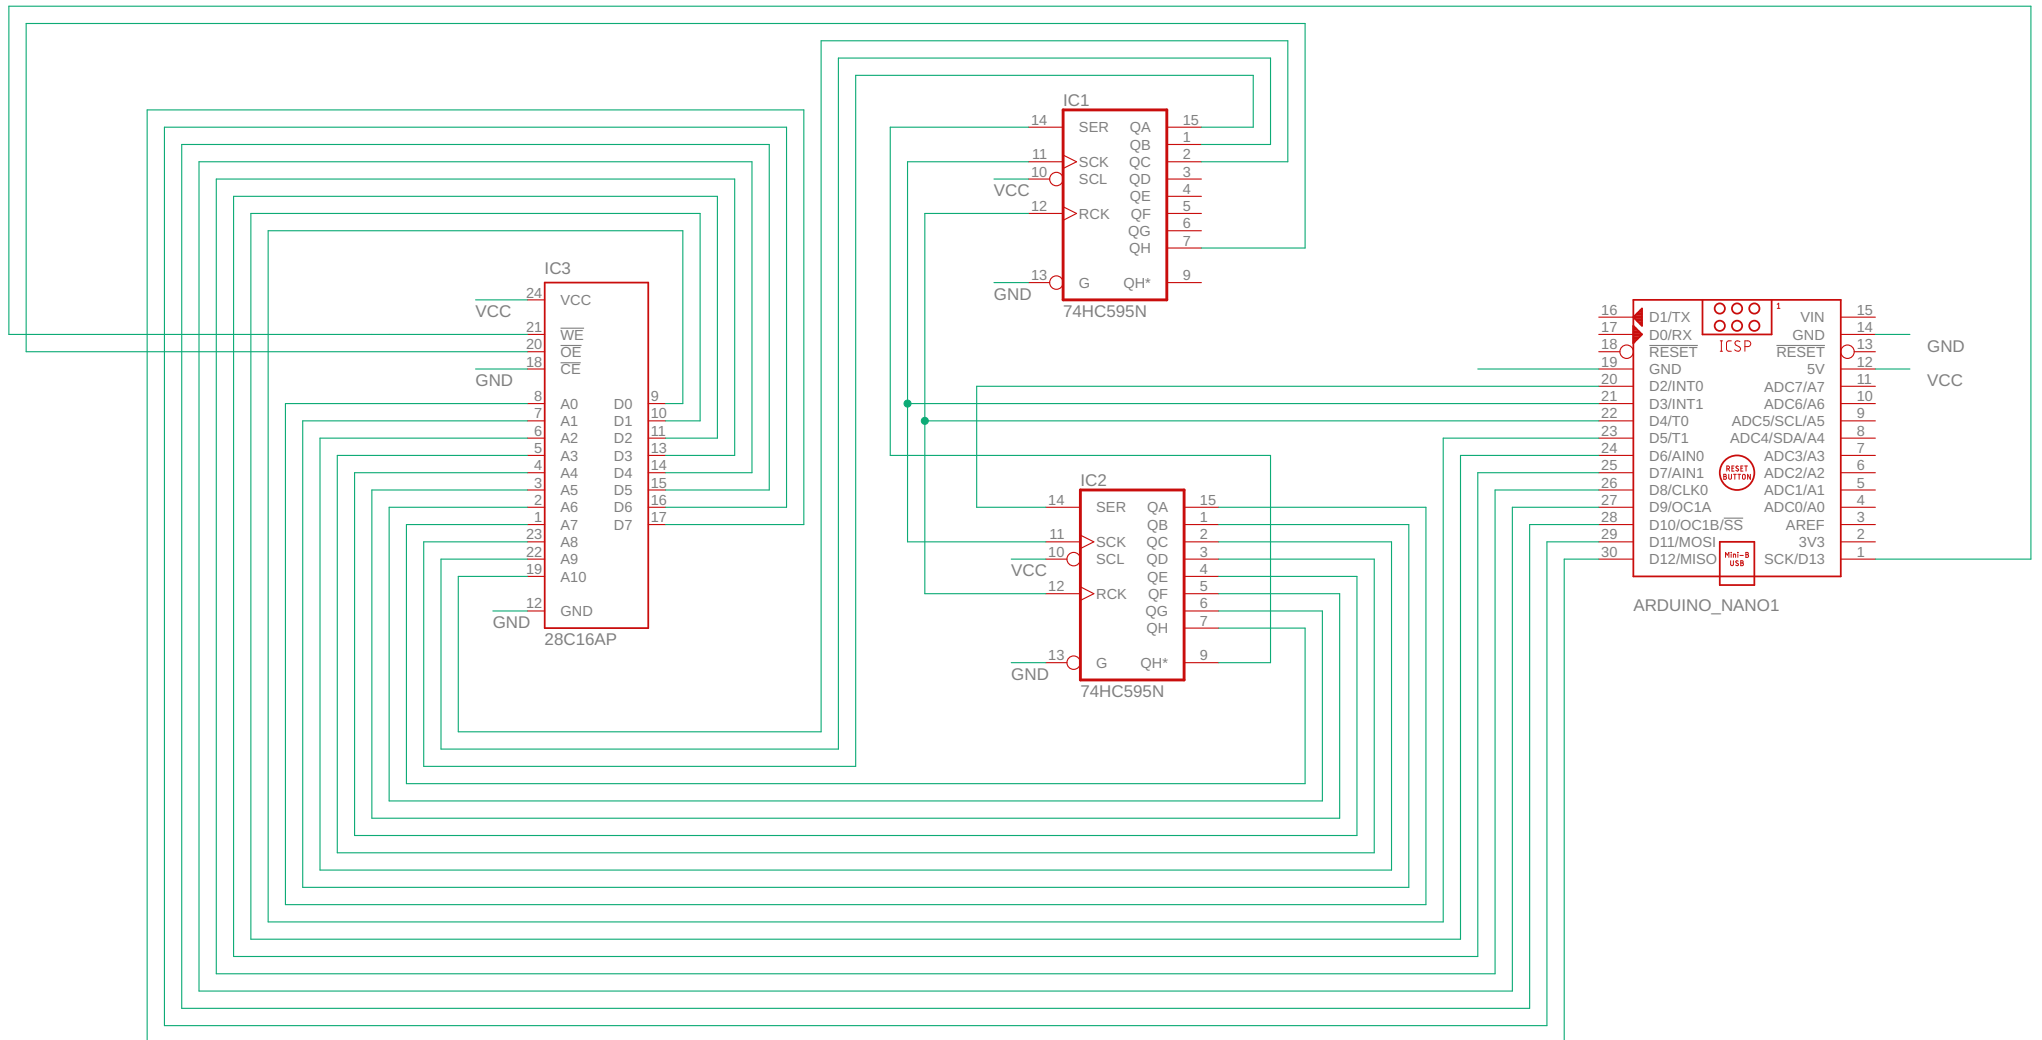 IC1
14 SER QA 15
QB 1
11 SCK QC 2
10 SCL QD 3
VCC
QE 4
12 RCK QF 5
QG 6
QH 7
13 G QH* 9
GND
74HC595N
IC3
24 VCC
VCC
21 WE
20 OE
18 CE
GND
8 A0 D0 9
7 A1 D1 10
6 A2 D2 11
5 A3 D3 13
4 A4 D4 14
3 A5 D5 15
2 A6 D6 16
1 A7 D7 17
23 A8
22 A9
19 A10
12 GND
GND
28C16AP
IC2
14 SER QA 15
QB 1
11 SCK QC 2
10 SCL QD 3
VCC
QE 4
12 RCK QF 5
QG 6
QH 7
13 G QH* 9
GND
74HC595N
1
ICSP
16 D1/TX VIN 15
17 D0/RX GND 14
18 RESET RESET 13
GND
19 GND 5V 12
VCC
20 D2/INT0 ADC7/A7 11
21 D3/INT1 ADC6/A6 10
22 D4/T0 ADC5/SCL/A5 9
23 D5/T1 ADC4/SDA/A4 8
24 D6/AIN0 ADC3/A3 7
25 D7/AIN1 ADC2/A2 6
RESET
BUTTON
26 D8/CLK0 ADC1/A1 5
27 D9/OC1A ADC0/A0 4
28 D10/OC1B/SS AREF 3
29 D11/MOSI 3V3 2
30 D12/MISO SCK/D13 1
Mini-B
USB
ARDUINO_NANO1